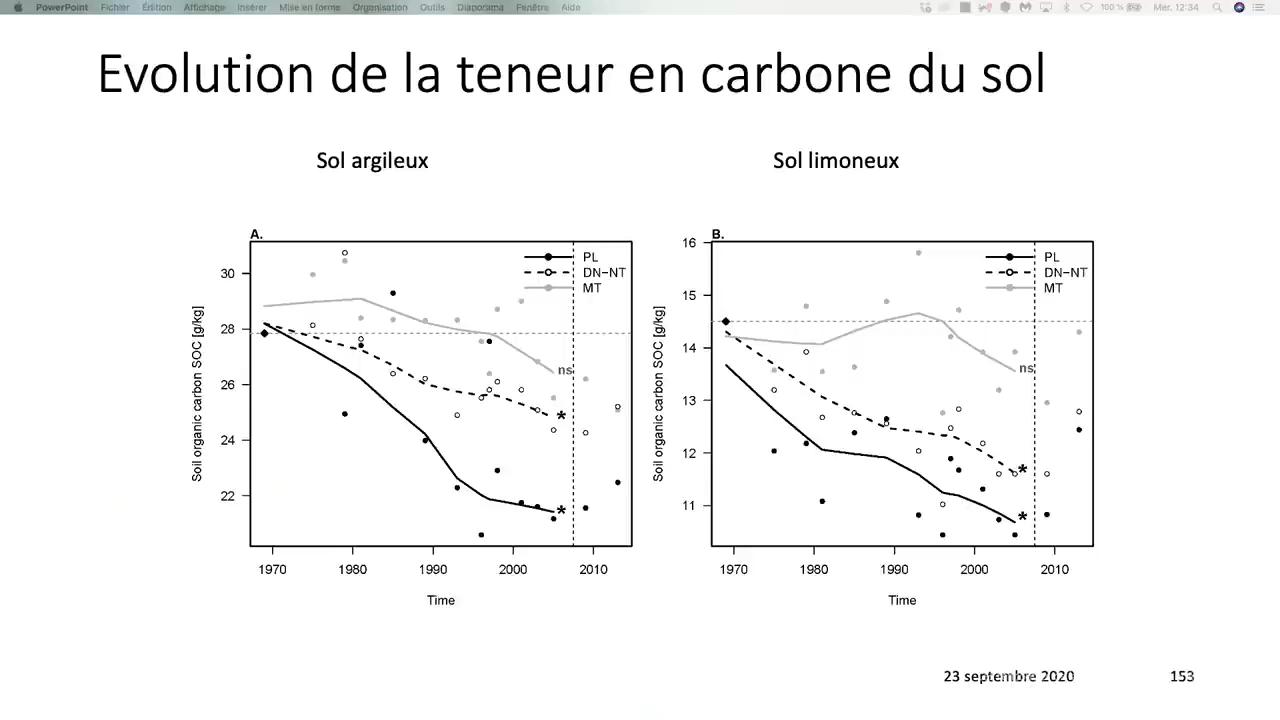 PowerPoint Fichier Édition Affichage Insérer Mise en forme Organisation Outils Diaporama Fenêtre Aide 100 % Mer. 12:34
Evolution de la teneur en carbone du sol
Sol argileux
Sol limoneux
A.
PL
DN-NT
MT
30
28
26
24
22
Soil organic carbon SOC [g/kg]
ns
*
*
1970 1980 1990 2000 2010
Time
B.
PL
DN-NT
MT
16
15
14
13
12
11
Soil organic carbon SOC [g/kg]
ns
*
*
1970 1980 1990 2000 2010
Time
23 septembre 2020 153